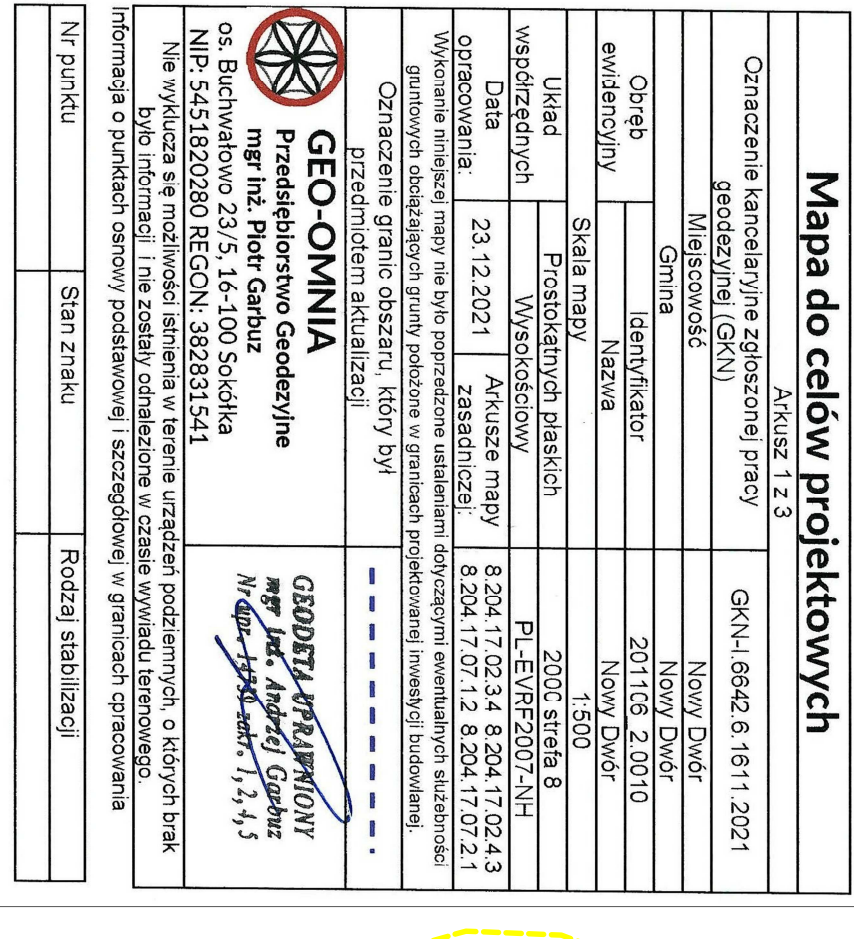 Mapa do celów projektowych
Arkusz 1 z 3
Oznaczenie kancelaryjne zgłoszonej pracy
geodezyjnej (GKN)
GKN-I.6642.6.1611.2021
Miejscowość
Nowy Dwór
Gmina
Nowy Dwór
Obręb
ewidencyjny
Identyfikator
201106_2.0010
Nazwa
Nowy Dwór
Skala mapy
1:500
Układ
współrzędnych
Prostokątnych płaskich
2000 strefa 8
Wysokościowy
PL-EVRF2007-NH
Data
opracowania:
23.12.2021
Arkusze mapy
zasadniczej:
8.204.17.02.3.4 8.204.17.02.4.3
8.204.17.07.1.2 8.204.17.07.2.1
Wykonanie niniejszej mapy nie było poprzedzone ustaleniami dotyczącymi ewentualnych służebności
gruntowych obciążających grunty położone w granicach projektowanej inwestycji budowlanej.
Oznaczenie granic obszaru, który był
przedmiotem aktualizacji
GEO-OMNIA
Przedsiębiorstwo Geodezyjne
mgr inż. Piotr Garbuz
os. Buchwałowo 23/5, 16-100 Sokółka
NIP: 5451820280 REGON: 382831541
GEODETA UPRAWNIONY
mgr inż. Andrzej Garbuz
Nr upr. zakr. 1, 2, 4, 5
Nie wyklucza się możliwości istnienia w terenie urządzeń podziemnych, o których brak
było informacji i nie zostały odnalezione w czasie wywiadu terenowego.
Informacja o punktach osnowy podstawowej i szczegółowej w granicach opracowania
Nr punktu
Stan znaku
Rodzaj stabilizacji